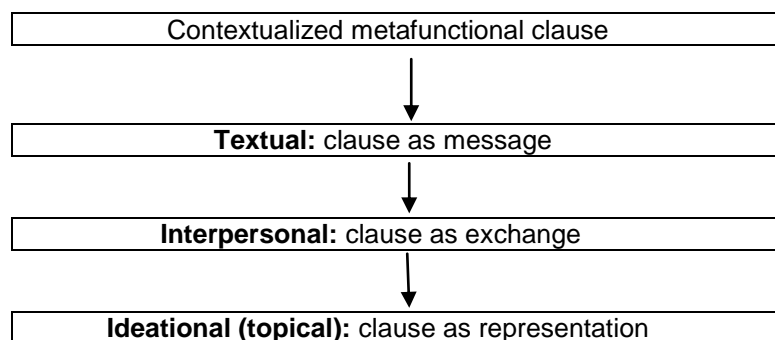 Contextualized metafunctional clause
Textual: clause as message
Interpersonal: clause as exchange
Ideational (topical): clause as representation